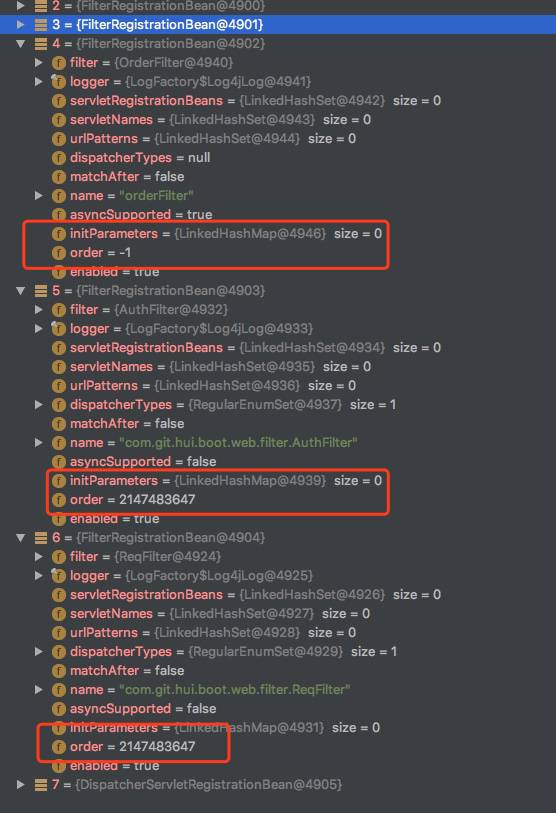 2 = {FilterRegistrationBean@4900}
3 = {FilterRegistrationBean@4901}
4 = {FilterRegistrationBean@4902}
f filter = {OrderFilter@4940}
f logger = {LogFactory$Log4jLog@4941}
f servletRegistrationBeans = {LinkedHashSet@4942} size = 0
f servletNames = {LinkedHashSet@4943} size = 0
f urlPatterns = {LinkedHashSet@4944} size = 0
f dispatcherTypes = null
f matchAfter = false
f name = "orderFilter"
f asyncSupported = true
f initParameters = {LinkedHashMap@4946} size = 0
f order = -1
f enabled = true
5 = {FilterRegistrationBean@4903}
f filter = {AuthFilter@4932}
f logger = {LogFactory$Log4jLog@4933}
f servletRegistrationBeans = {LinkedHashSet@4934} size = 0
f servletNames = {LinkedHashSet@4935} size = 0
f urlPatterns = {LinkedHashSet@4936} size = 0
f dispatcherTypes = {RegularEnumSet@4937} size = 1
f matchAfter = false
f name = "com.git.hui.boot.web.filter.AuthFilter"
f asyncSupported = false
f initParameters = {LinkedHashMap@4939} size = 0
f order = 2147483647
f enabled = true
6 = {FilterRegistrationBean@4904}
f filter = {ReqFilter@4924}
f logger = {LogFactory$Log4jLog@4925}
f servletRegistrationBeans = {LinkedHashSet@4926} size = 0
f servletNames = {LinkedHashSet@4927} size = 0
f urlPatterns = {LinkedHashSet@4928} size = 0
f dispatcherTypes = {RegularEnumSet@4929} size = 1
f matchAfter = false
f name = "com.git.hui.boot.web.filter.ReqFilter"
f asyncSupported = false
f initParameters = {LinkedHashMap@4931} size = 0
f order = 2147483647
f enabled = true
7 = {DispatcherServletRegistrationBean@4905}